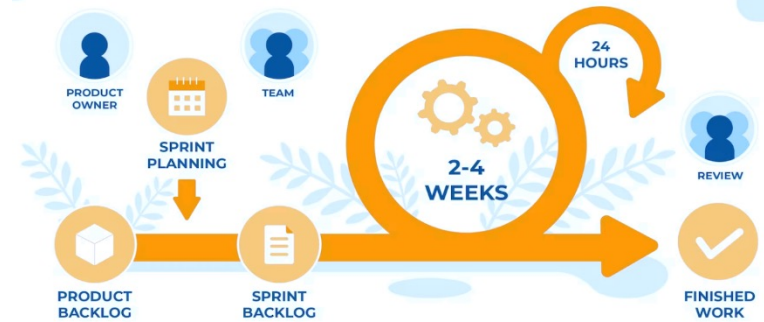 PRODUCT
OWNER
TEAM
SPRINT
PLANNING
24
HOURS
2-4
WEEKS
REVIEW
PRODUCT
BACKLOG
SPRINT
BACKLOG
FINISHED
WORK